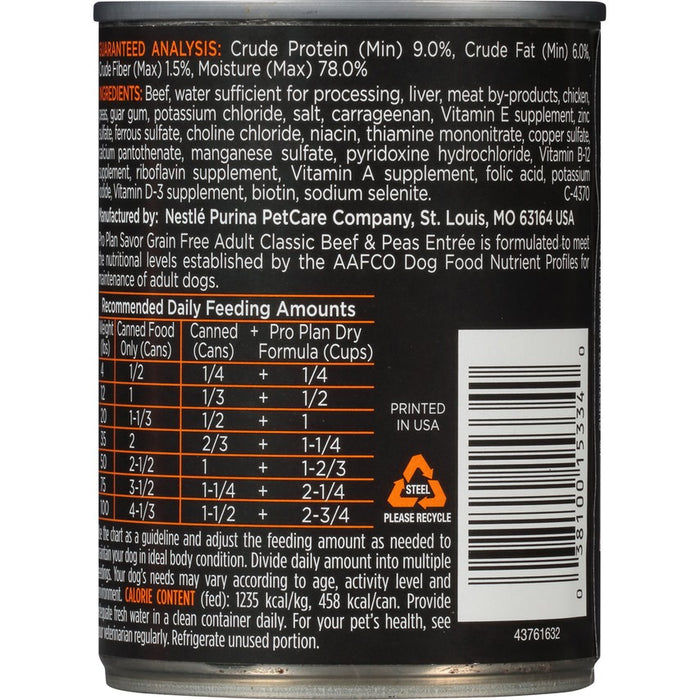 GUARANTEED ANALYSIS: Crude Protein (Min) 9.0%, Crude Fat (Min) 6.0%,
Crude Fiber (Max) 1.5%, Moisture (Max) 78.0%
INGREDIENTS: Beef, water sufficient for processing, liver, meat by-products, chicken,
peas, guar gum, potassium chloride, salt, carrageenan, Vitamin E supplement, zinc
sulfate, ferrous sulfate, choline chloride, niacin, thiamine mononitrate, copper sulfate,
calcium pantothenate, manganese sulfate, pyridoxine hydrochloride, Vitamin B-12
supplement, riboflavin supplement, Vitamin A supplement, folic acid, potassium
iodide, Vitamin D-3 supplement, biotin, sodium selenite. C-4370
Manufactured by: Nestlé Purina PetCare Company, St. Louis, MO 63164 USA
Pro Plan Savor Grain Free Adult Classic Beef & Peas Entrée is formulated to meet
the nutritional levels established by the AAFCO Dog Food Nutrient Profiles for
maintenance of adult dogs.
Recommended Daily Feeding Amounts
Weight Canned Food Canned + Pro Plan Dry
(lbs) Only (Cans) (Cans) Formula (Cups)
4 1/2 1/4 + 1/4
12 1 1/3 + 1/2
20 1-1/3 1/2 + 1
35 2 2/3 + 1-1/4
50 2-1/2 1 + 1-2/3
75 3-1/2 1-1/4 + 2-1/4
100 4-1/3 1-1/2 + 2-3/4
PRINTED
IN USA
STEEL
PLEASE RECYCLE
Use the chart as a guideline and adjust the feeding amount as needed to
maintain your dog in ideal body condition. Divide daily amount into multiple
feedings. Your dog's needs may vary according to age, activity level and
environment. CALORIE CONTENT (fed): 1235 kcal/kg, 458 kcal/can. Provide
adequate fresh water in a clean container daily. For your pet's health, see
your veterinarian regularly. Refrigerate unused portion.
0 38100 15334 0
43761632